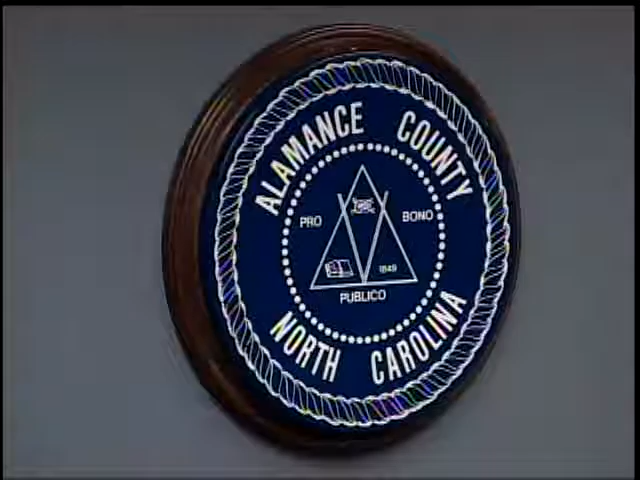 ALAMANCE COUNTY
PRO BONO
1849
PUBLICO
NORTH CAROLINA